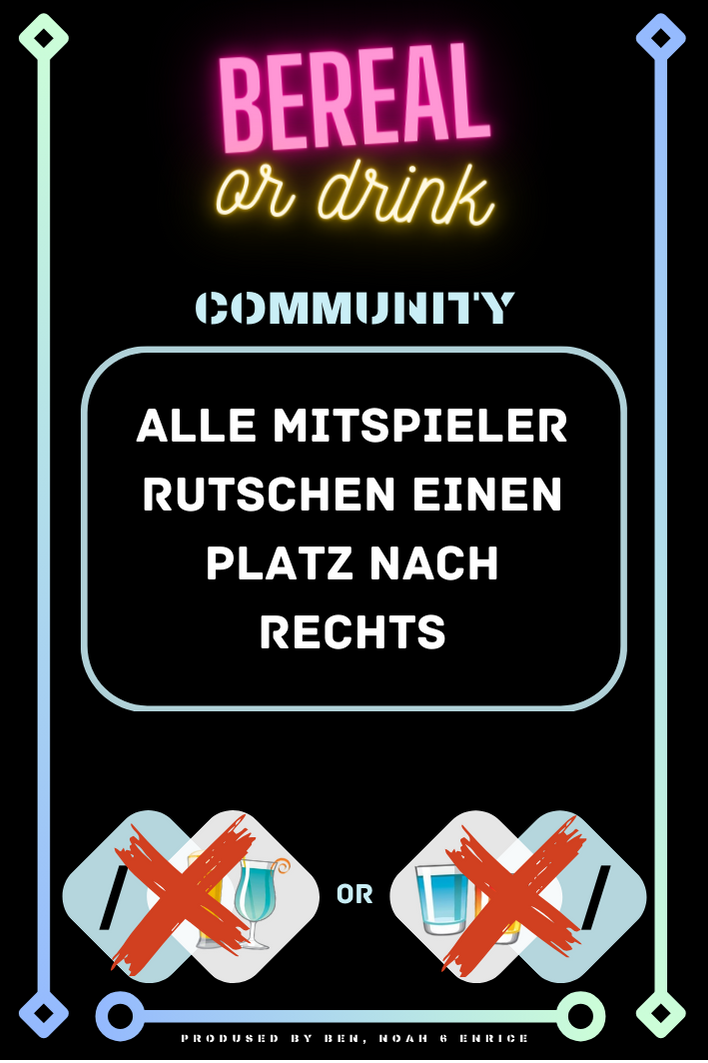 BEREAL
or drink
COMMUNITY
ALLE MITSPIELER
RUTSCHEN EINEN
PLATZ NACH
RECHTS
/ OR /
PRODUSED BY BEN, NOAH & ENRICE